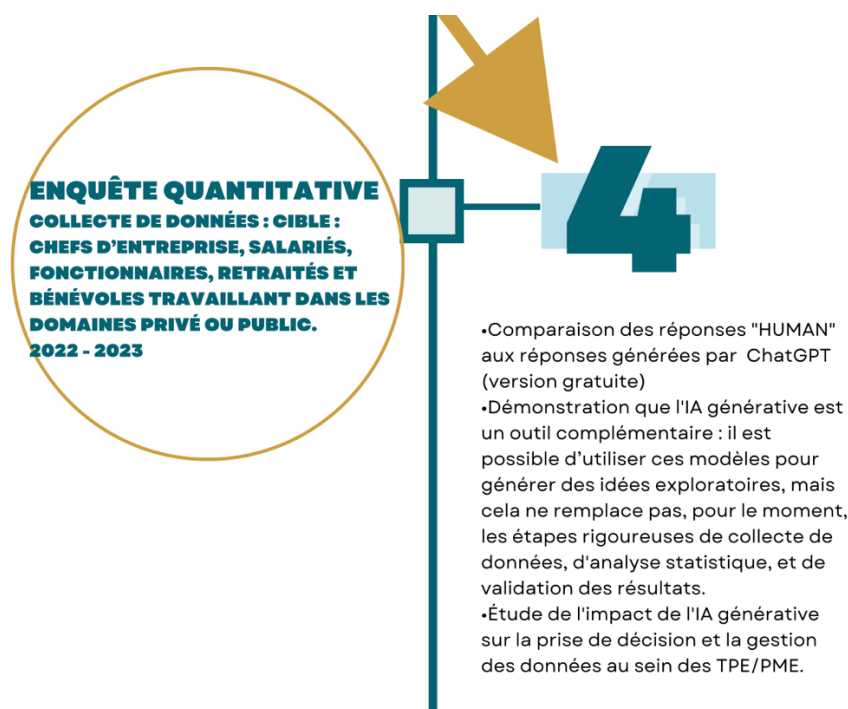 ENQUÊTE QUANTITATIVE
COLLECTE DE DONNÉES : CIBLE :
CHEFS D'ENTREPRISE, SALARIÉS,
FONCTIONNAIRES, RETRAITÉS ET
BÉNÉVOLES TRAVAILLANT DANS LES
DOMAINES PRIVÉ OU PUBLIC.
2022 - 2023
4
•Comparaison des réponses "HUMAN"
aux réponses générées par ChatGPT
(version gratuite)
•Démonstration que l'IA générative est
un outil complémentaire : il est
possible d’utiliser ces modèles pour
générer des idées exploratoires, mais
cela ne remplace pas, pour le moment,
les étapes rigoureuses de collecte de
données, d'analyse statistique, et de
validation des résultats.
•Étude de l'impact de l'IA générative
sur la prise de décision et la gestion
des données au sein des TPE/PME.